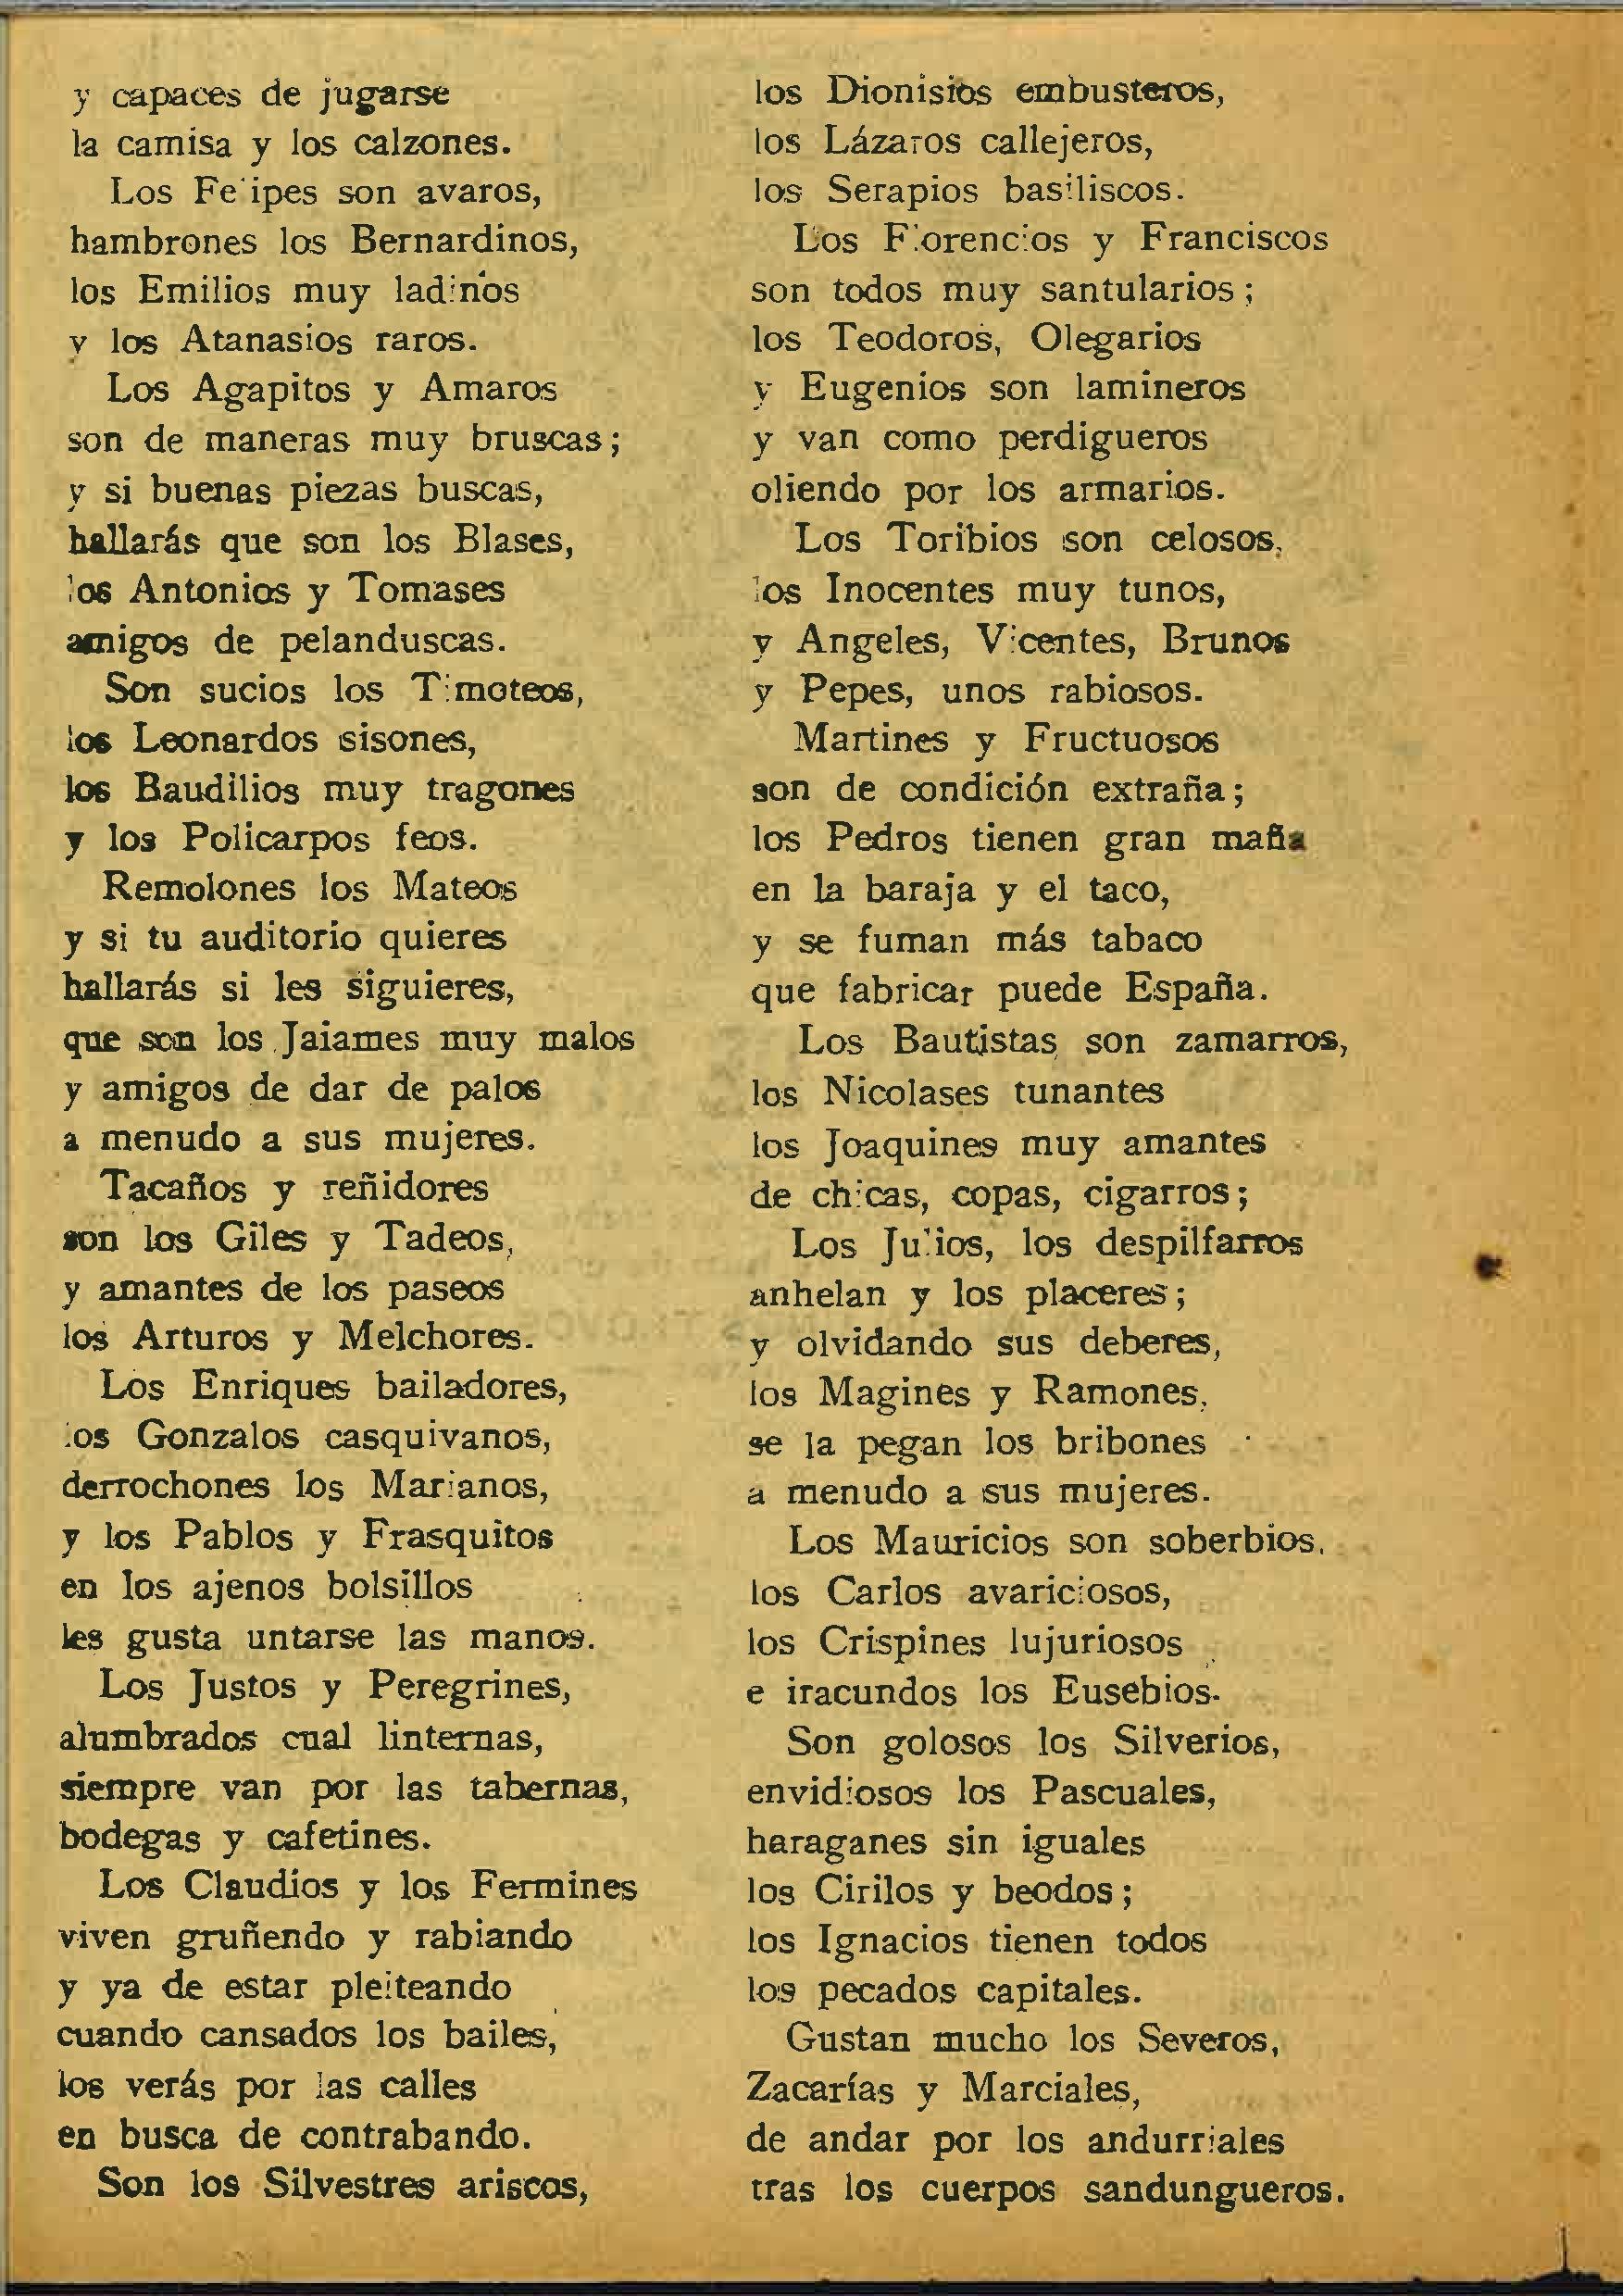 y capaces de jugarse
la camisa y los calzones.
Los Felipes son avaros,
hambrones los Bernardinos,
los Emilios muy ladinos
y los Atanasios raros.
Los Agapitos y Amaros
son de maneras muy bruscas;
y si buenas piezas buscas,
hallarás que son los Blases,
los Antonios y Tomases
amigos de pelanduscas.
Son sucios los Timoteos,
los Leonardos sisones,
los Baudilios muy tragones
y los Policarpos feos.
Remolones los Mateos
y si tu auditorio quieres
hallarás si les siguieres,
que son los Jaiames muy malos
y amigos de dar de palos
a menudo a sus mujeres.
Tacaños y reñidores
son los Giles y Tadeos,
y amantes de los paseos
los Arturos y Melchores.
Los Enriques bailadores,
los Gonzalos casquivanos,
derrochones los Marianos,
y los Pablos y Frasquitos
en los ajenos bolsillos
les gusta untarse las manos.
Los Justos y Peregrines,
alumbrados cual linternas,
siempre van por las tabernas,
bodegas y cafetines.
Los Claudios y los Fermines
viven gruñendo y rabiando
y ya de estar pleiteando
cuando cansados los bailes,
los verás por las calles
en busca de contrabando.
Son los Silvestres ariscos,
los Dionisios embusteros,
los Lázaros callejeros,
los Serapios basiliscos.
Los Florencios y Franciscos
son todos muy santularios;
los Teodoros, Olegarios
y Eugenios son lamineros
y van como perdigueros
oliendo por los armarios.
Los Toribios son celosos,
los Inocentes muy tunos,
y Angeles, Vicentes, Brunos
y Pepes, unos rabiosos.
Martines y Fructuosos
son de condición extraña;
los Pedros tienen gran maña
en la baraja y el taco,
y se fuman más tabaco
que fabricar puede España.
Los Bautistas son zamarros,
los Nicolases tunantes
los Joaquines muy amantes
de chicas, copas, cigarros;
Los Julios, los despilfarros
anhelan y los placeres;
y olvidando sus deberes,
los Magines y Ramones,
se la pegan los bribones
a menudo a sus mujeres.
Los Mauricios son soberbios,
los Carlos avariciosos,
los Crispines lujuriosos
e iracundos los Eusebios.
Son golosos los Silverios,
envidiosos los Pascuales,
haraganes sin iguales
los Cirilos y beodos;
los Ignacios tienen todos
los pecados capitales.
Gustan mucho los Severos,
Zacarías y Marciales,
de andar por los andurriales
tras los cuerpos sandungueros.